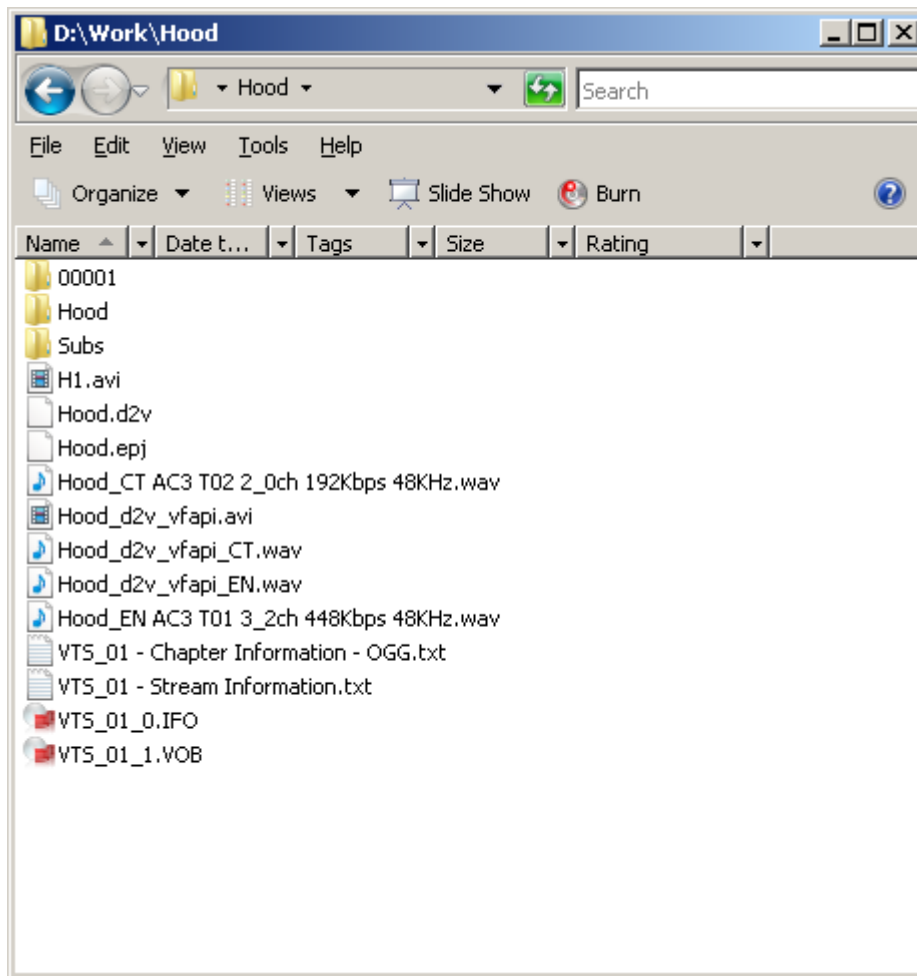 D:\Work\Hood
Hood
Search
File Edit View Tools Help
Organize Views Slide Show Burn
Name Date t... Tags Size Rating
00001
Hood
Subs
H1.avi
Hood.d2v
Hood.epj
Hood_CT AC3 T02 2_0ch 192Kbps 48KHz.wav
Hood_d2v_vfapi.avi
Hood_d2v_vfapi_CT.wav
Hood_d2v_vfapi_EN.wav
Hood_EN AC3 T01 3_2ch 448Kbps 48KHz.wav
VTS_01 - Chapter Information - OGG.txt
VTS_01 - Stream Information.txt
VTS_01_0.IFO
VTS_01_1.VOB